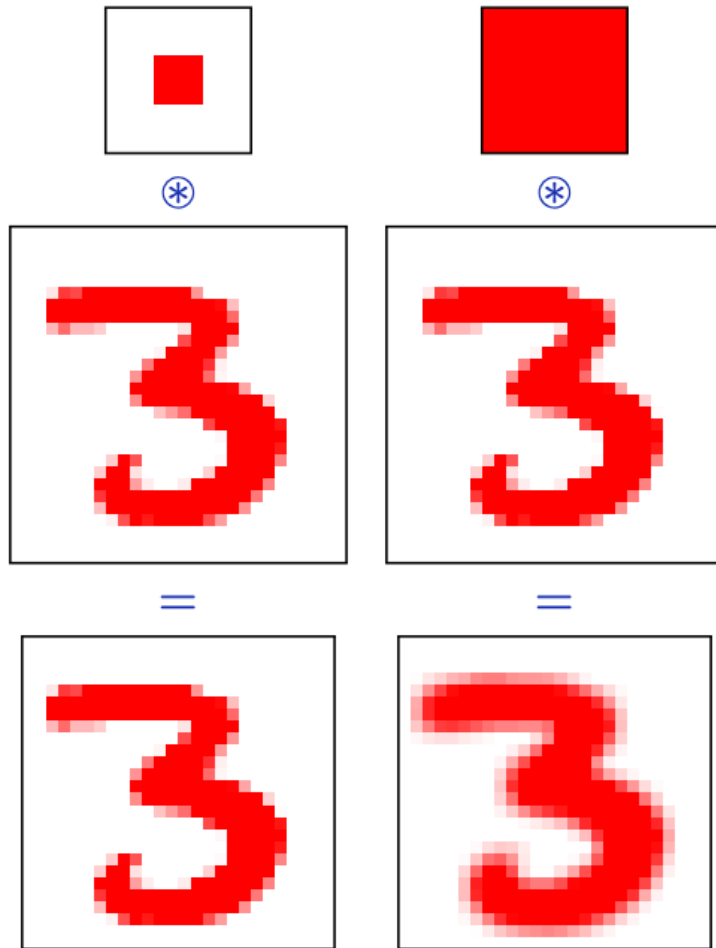 ⊛ ⊛
3 3
= =
3 3